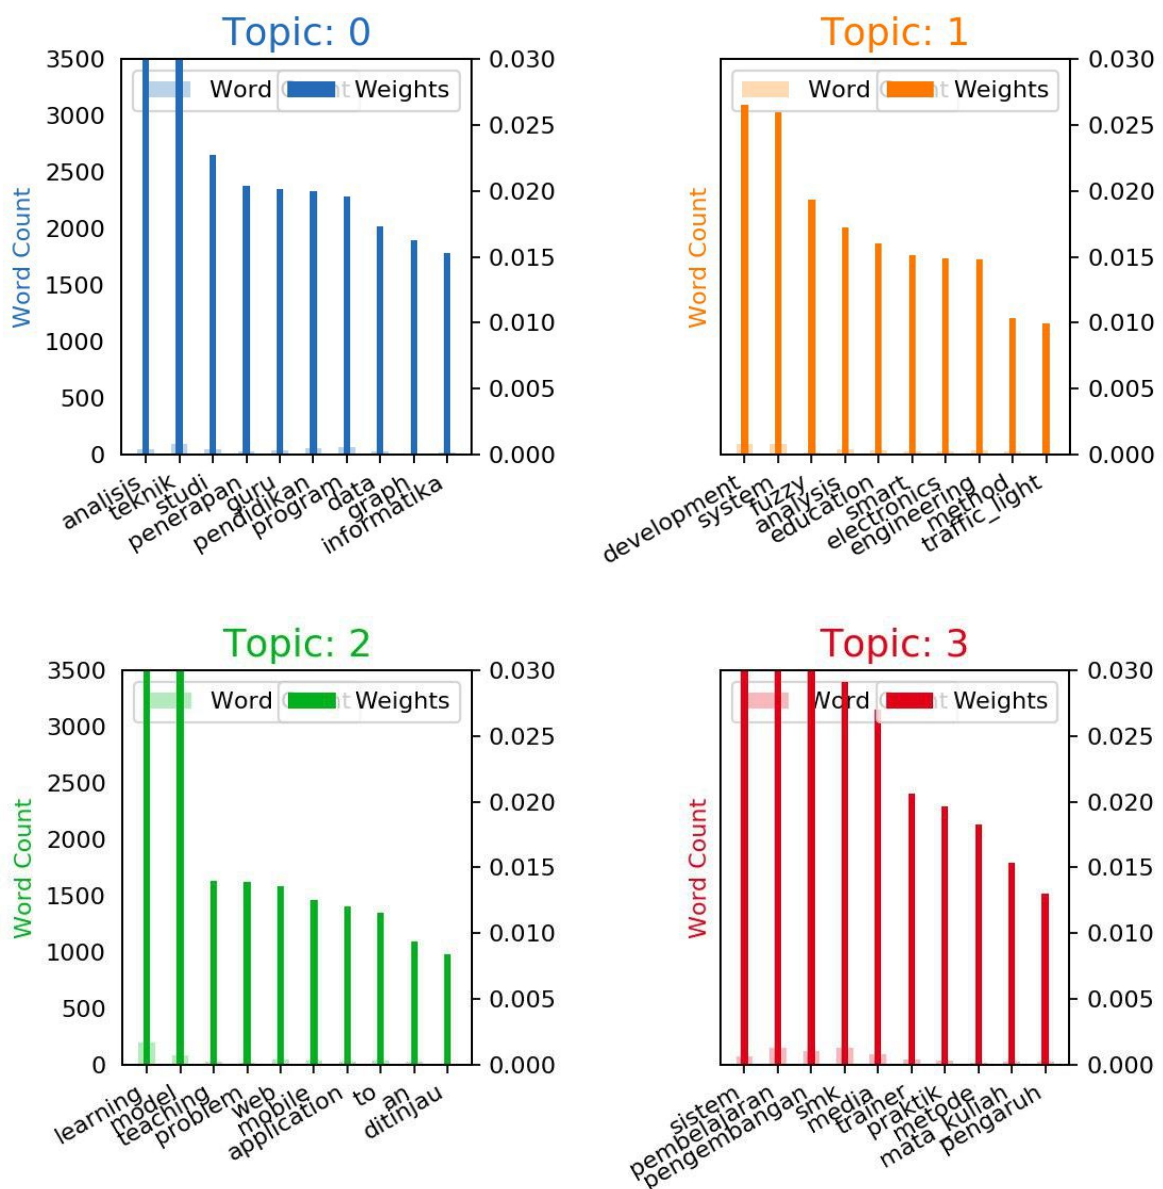 Topic: 0
3500
3000
2500
2000
1500
1000
500
0
Word Count
0.030
0.025
0.020
0.015
0.010
0.005
0.000
Word Count
Weights
analisis
teknik
studi
penerapan
guru
pendidikan
program
data
graph
informatika
Topic: 1
Word Count
0.030
0.025
0.020
0.015
0.010
0.005
0.000
Word
Weights
development
system
fuzzy
analysis
education
smart
electronics
engineering
method
traffic_light
Topic: 2
3500
3000
2500
2000
1500
1000
500
0
Word Count
0.030
0.025
0.020
0.015
0.010
0.005
0.000
Word
Weights
learning
model
teaching
problem
web
mobile
application
to
an
ditinjau
Topic: 3
Word Count
0.030
0.025
0.020
0.015
0.010
0.005
0.000
Word
Weights
sistem
pembelajaran
pengembangan
smk
media
trainer
praktik
metode
mata_kuliah
pengaruh